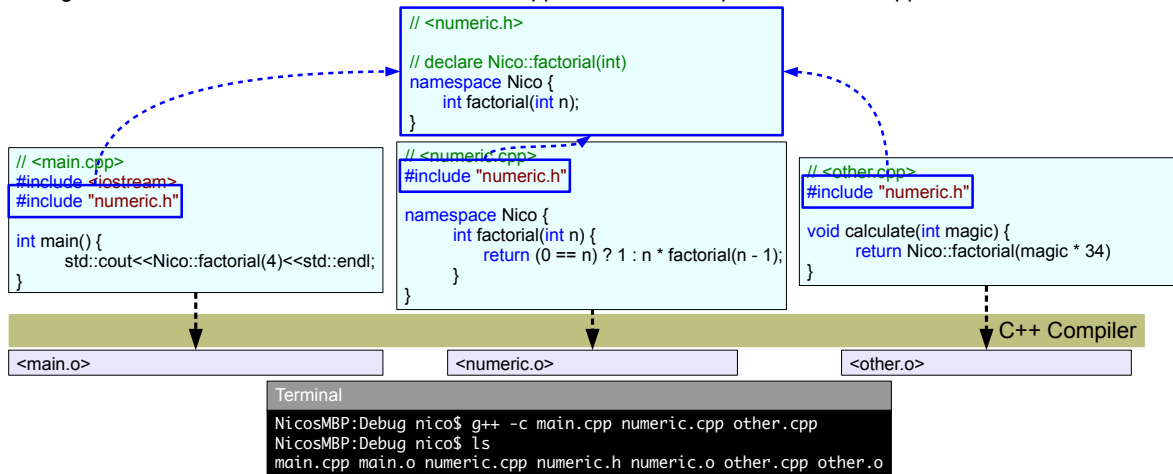 // <numeric.h>
// declare Nico::factorial(int)
namespace Nico {
int factorial(int n);
}
// <main.cpp>
#include <iostream>
#include "numeric.h"
int main() {
std::cout<<Nico::factorial(4)<<std::endl;
}
// <numeric.cpp>
#include "numeric.h"
namespace Nico {
int factorial(int n) {
return (0 == n) ? 1 : n * factorial(n - 1);
}
}
// <other.cpp>
#include "numeric.h"
void calculate(int magic) {
return Nico::factorial(magic * 34)
}
C++ Compiler
<main.o>
<numeric.o>
<other.o>
Terminal
NicosMBP:Debug nico$ g++ -c main.cpp numeric.cpp other.cpp
NicosMBP:Debug nico$ ls
main.cpp main.o numeric.cpp numeric.h numeric.o other.cpp other.o